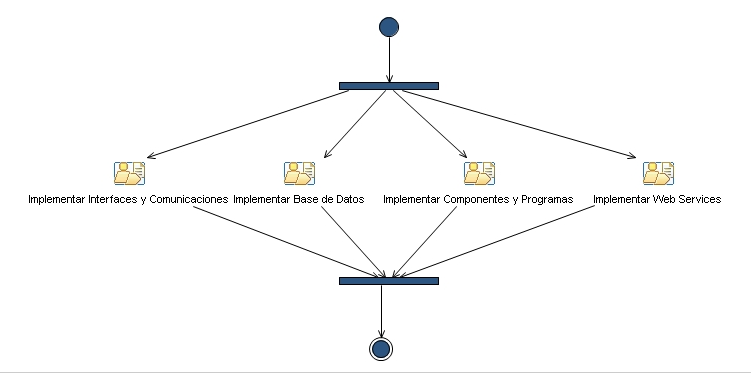 Implementar Interfaces y Comunicaciones
Implementar Base de Datos
Implementar Componentes y Programas
Implementar Web Services